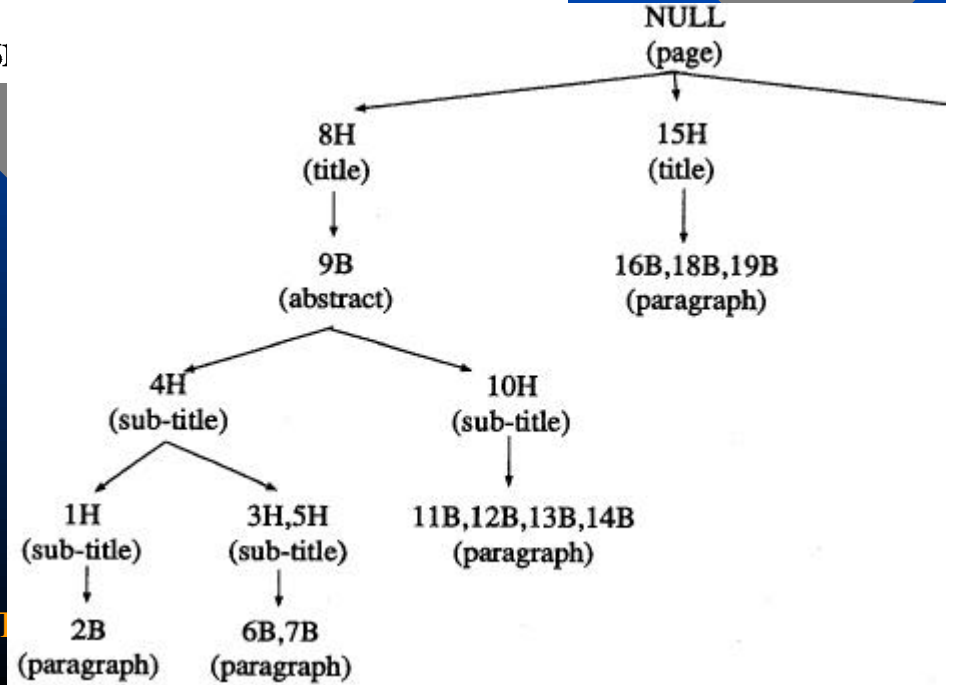 NULL
(page)
8H
(title)
15H
(title)
9B
(abstract)
16B,18B,19B
(paragraph)
4H
(sub-title)
10H
(sub-title)
1H
(sub-title)
3H,5H
(sub-title)
11B,12B,13B,14B
(paragraph)
2B
(paragraph)
6B,7B
(paragraph)